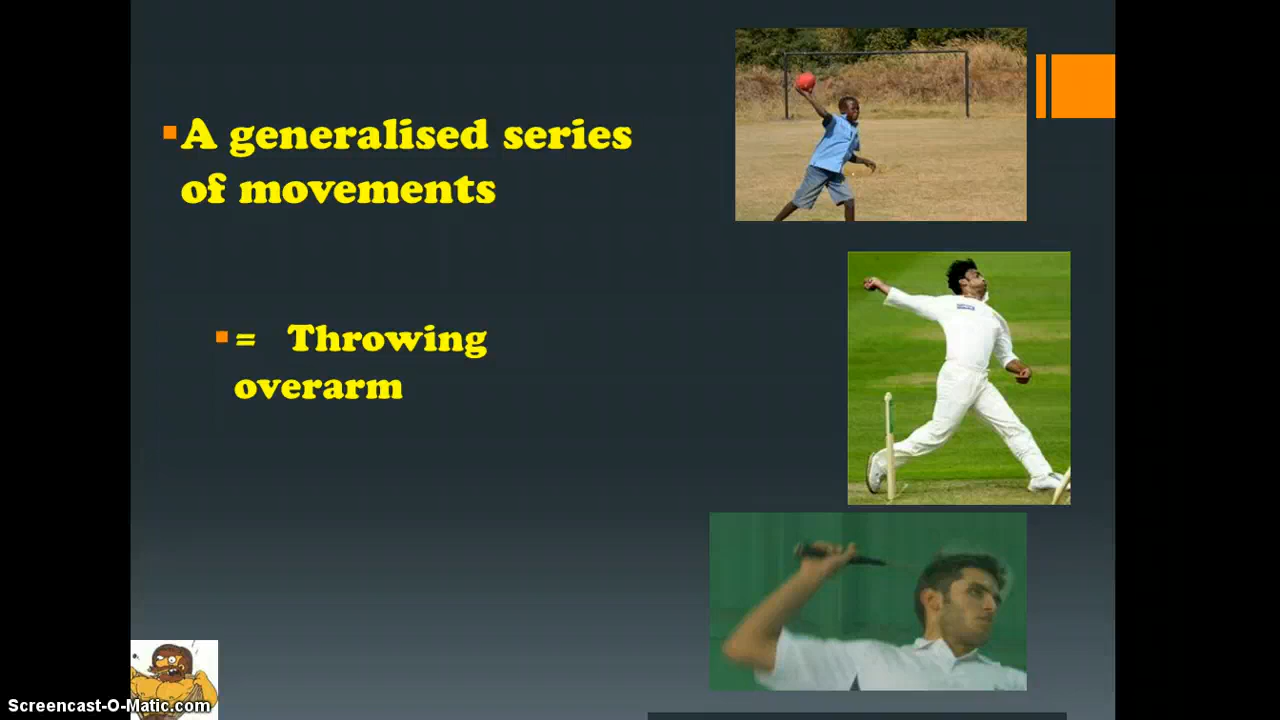 A generalised series
of movements
= Throwing
overarm
Screencast-O-Matic.com